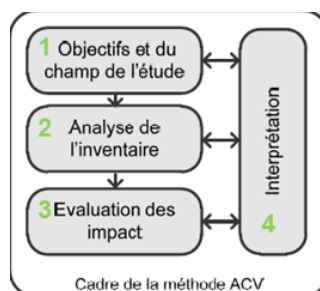 1 Objectifs et du
champ de l'étude
2 Analyse de
l'inventaire
3 Evaluation des
impact
Interprétation
4
Cadre de la méthode ACV